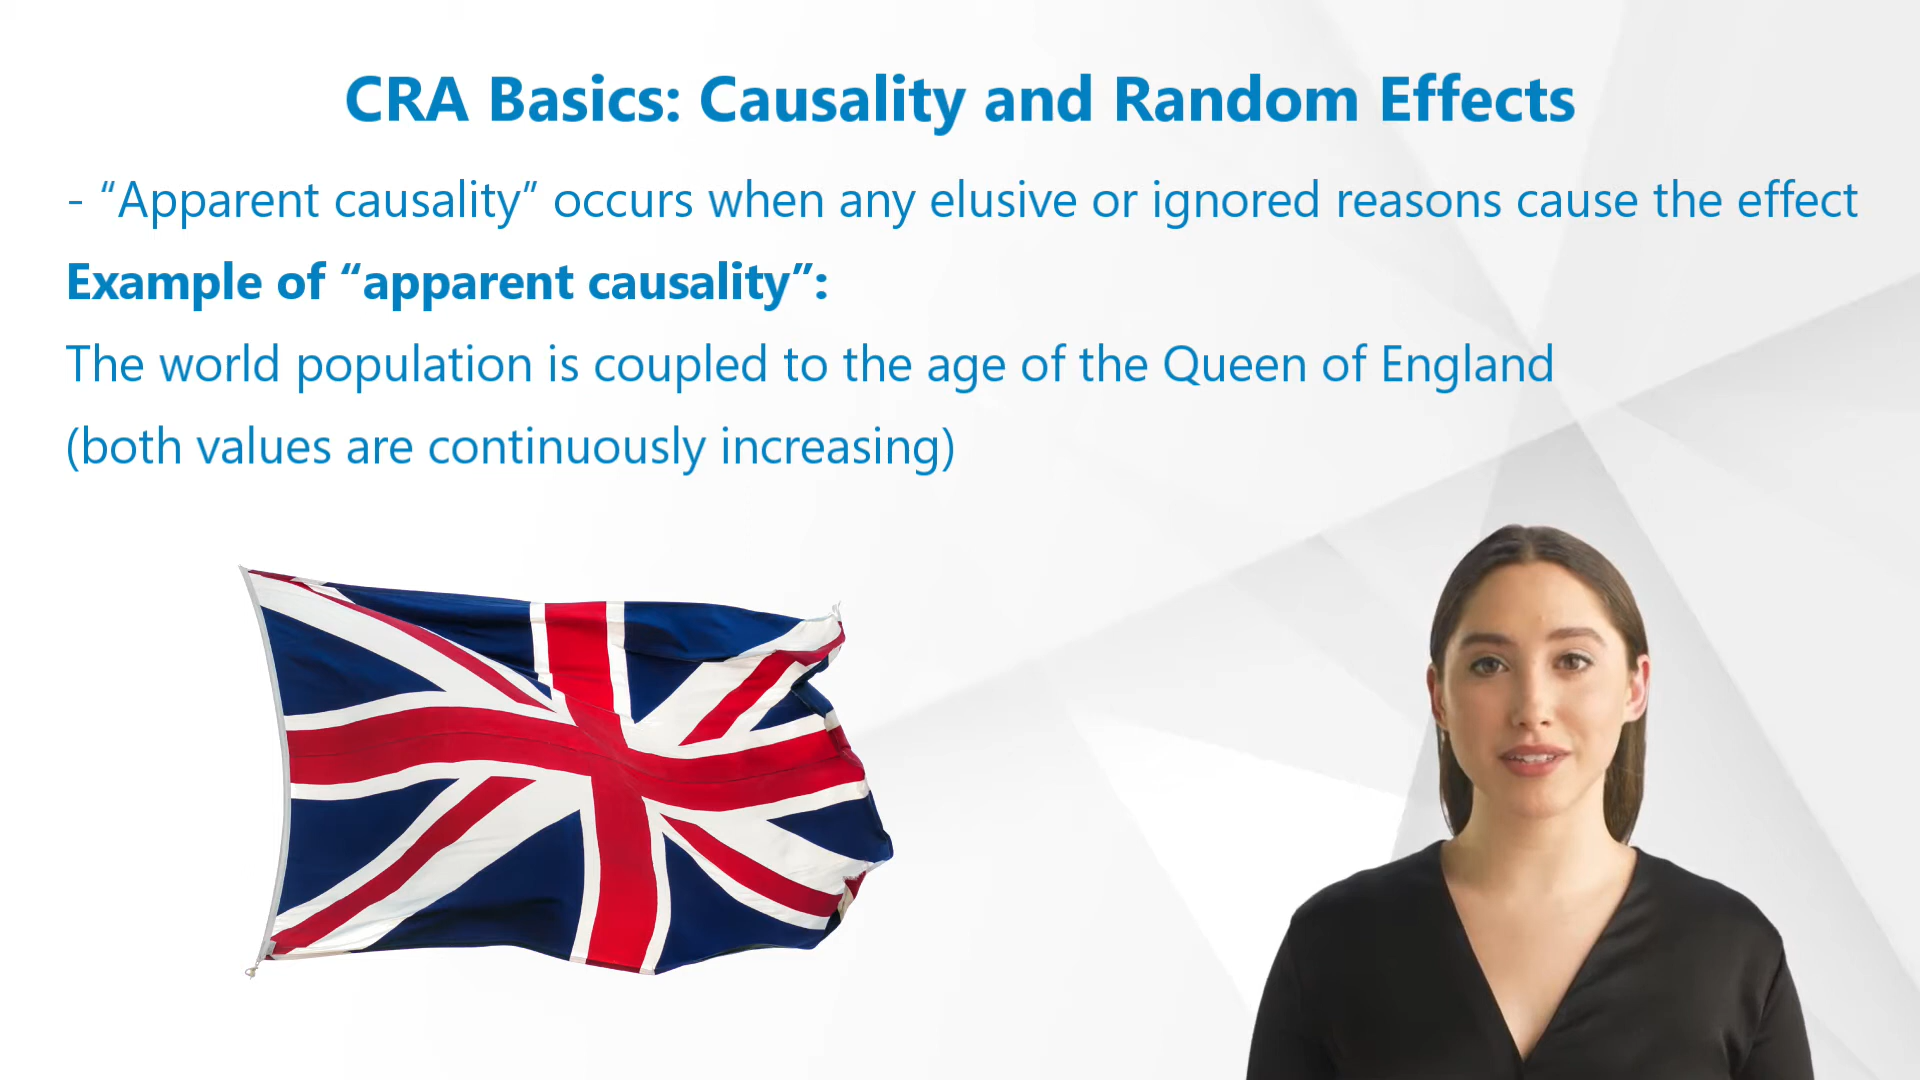 CRA Basics: Causality and Random Effects
- “Apparent causality” occurs when any elusive or ignored reasons cause the effect
Example of “apparent causality”:
The world population is coupled to the age of the Queen of England
(both values are continuously increasing)